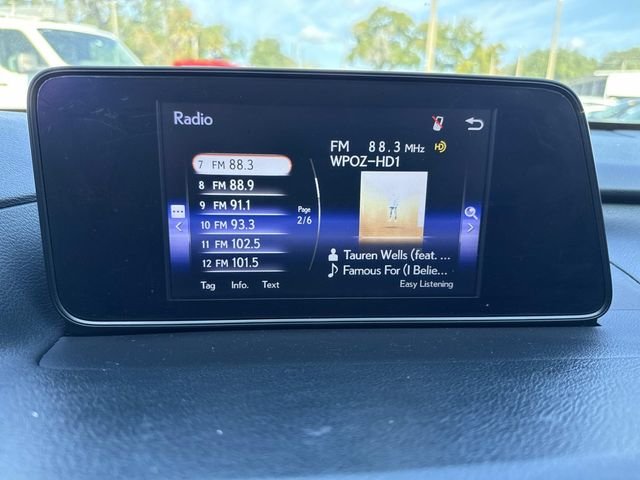 Radio
7 FM 88.3
8 FM 88.9
9 FM 91.1
10 FM 93.3
11 FM 102.5
12 FM 101.5
Page
2/6
Tag Info. Text
FM 88.3 MHz HD
WPOZ-HD1
Tauren Wells (feat. ...
Famous For (I Belie...
Easy Listening